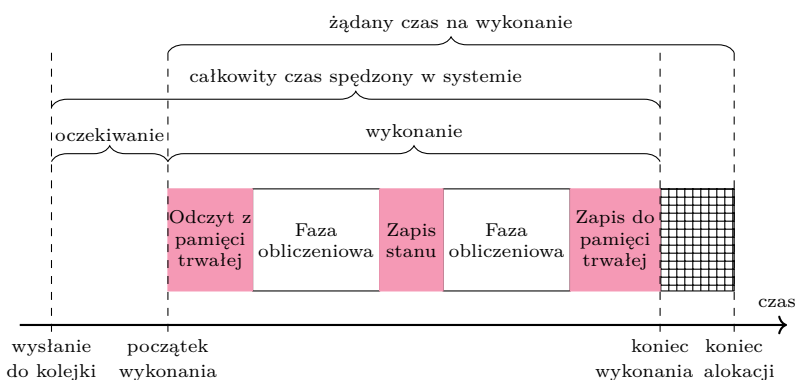 żądany czas na wykonanie
całkowity czas spędzony w systemie
oczekiwanie
wykonanie
Odczyt z
pamięci
trwałej
Faza
obliczeniowa
Zapis
stanu
Faza
obliczeniowa
Zapis do
pamięci
trwałej
czas
wysłanie
do kolejki
początek
wykonania
koniec
wykonania
koniec
alokacji